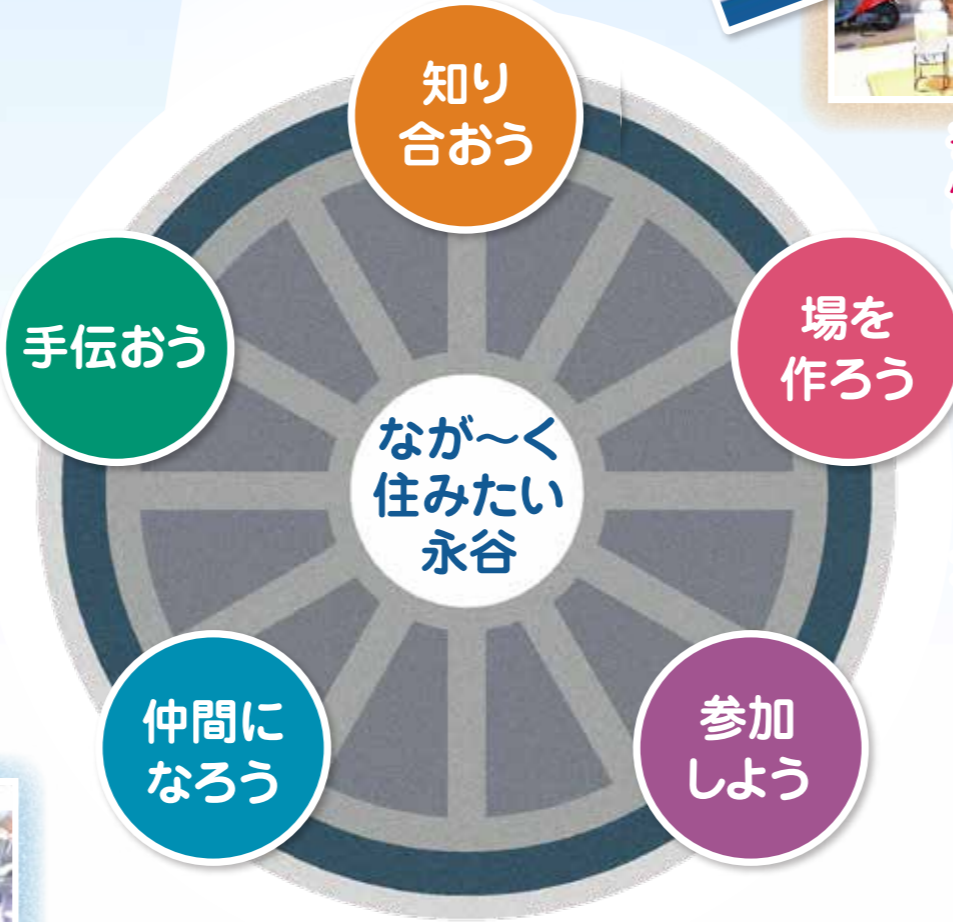 知り
合おう
場を
作ろう
手伝おう
なが～く
住みたい
永谷
仲間に
なろう
参加
しよう